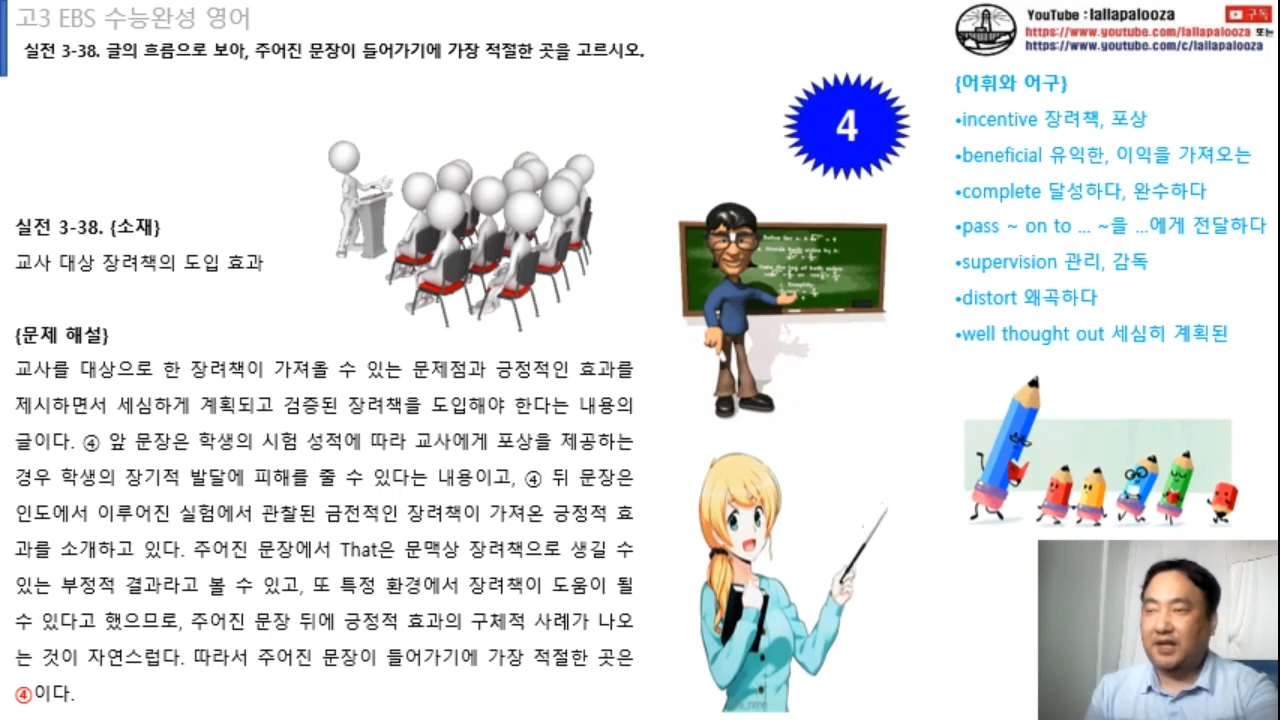 고3 EBS 수능완성 영어
실전 3-38. 글의 흐름으로 보아, 주어진 문장이 들어가기에 가장 적절한 곳을 고르시오.
YouTube : lallapalooza
구독
https://www.youtube.com/lallapalooza 또는
https://www.youtube.com/c/lallapalooza
4
{어휘와 어구}
•incentive 장려책, 포상
•beneficial 유익한, 이익을 가져오는
•complete 달성하다, 완수하다
•pass ~ on to ... ~을 ...에게 전달하다
•supervision 관리, 감독
•distort 왜곡하다
•well thought out 세심히 계획된
실전 3-38. {소재}
교사 대상 장려책의 도입 효과
{문제 해설}
교사를 대상으로 한 장려책이 가져올 수 있는 문제점과 긍정적인 효과를
제시하면서 세심하게 계획되고 검증된 장려책을 도입해야 한다는 내용의
글이다. ④ 앞 문장은 학생의 시험 성적에 따라 교사에게 포상을 제공하는
경우 학생의 장기적 발달에 피해를 줄 수 있다는 내용이고, ④ 뒤 문장은
인도에서 이루어진 실험에서 관찰된 금전적인 장려책이 가져온 긍정적 효
과를 소개하고 있다. 주어진 문장에서 That은 문맥상 장려책으로 생길 수
있는 부정적 결과라고 볼 수 있고, 또 특정 환경에서 장려책이 도움이 될
수 있다고 했으므로, 주어진 문장 뒤에 긍정적 효과의 구체적 사례가 나오
는 것이 자연스럽다. 따라서 주어진 문장이 들어가기에 가장 적절한 곳은
④이다.